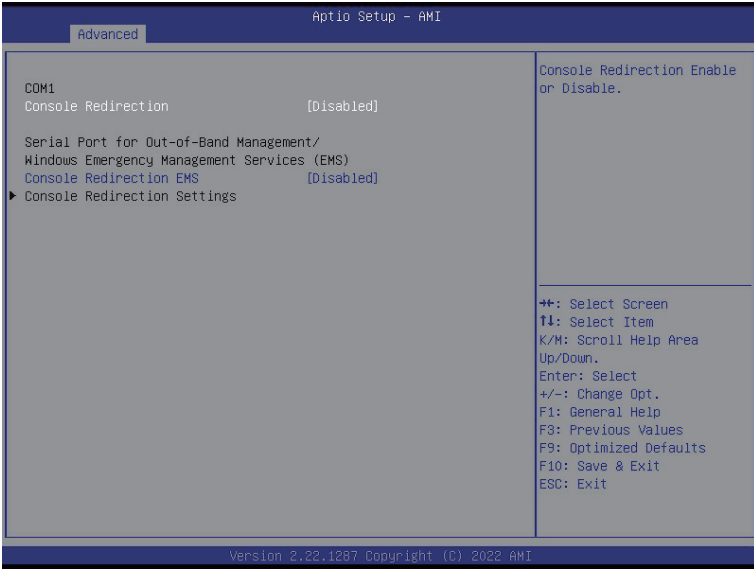 Aptio Setup – AMI
Advanced
COM1
Console Redirection [Disabled]
Serial Port for Out-of-Band Management/
Windows Emergency Management Services (EMS)
Console Redirection EMS [Disabled]
▶ Console Redirection Settings
Console Redirection Enable
or Disable.
→←: Select Screen
↑↓: Select Item
K/M: Scroll Help Area
Up/Down.
Enter: Select
+/-: Change Opt.
F1: General Help
F3: Previous Values
F9: Optimized Defaults
F10: Save & Exit
ESC: Exit
Version 2.22.1287 Copyright (C) 2022 AMI